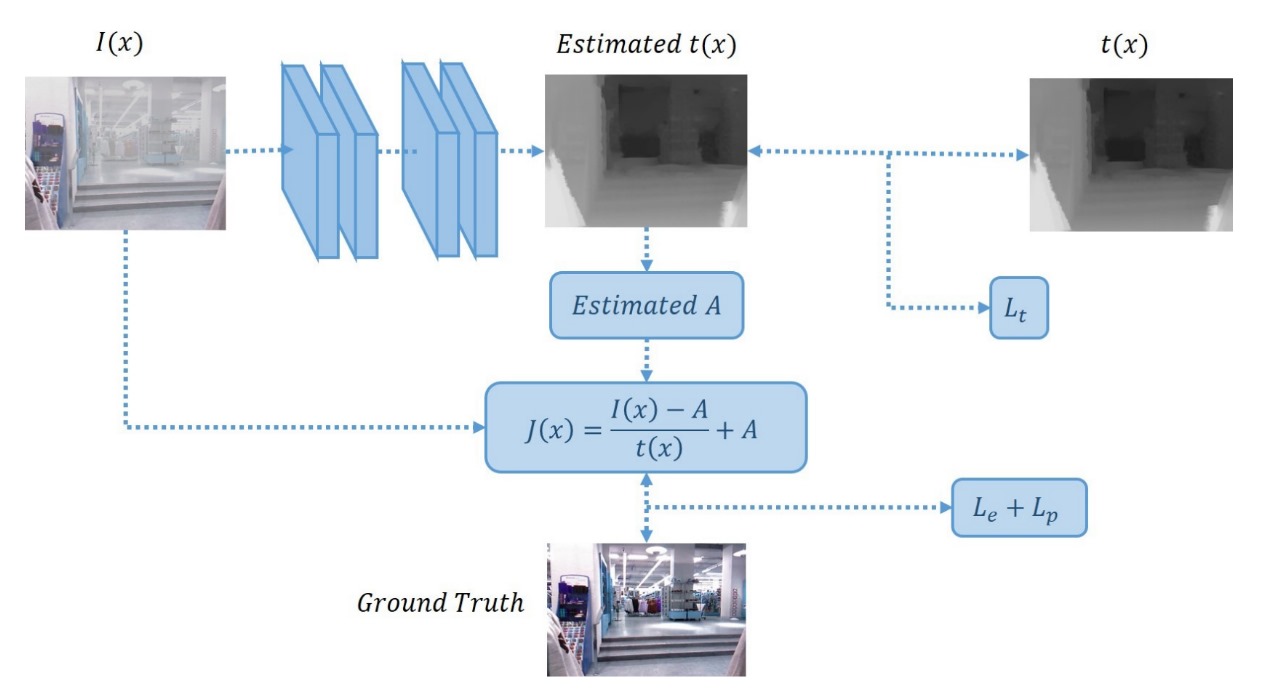 I(x)
Estimated t(x)
t(x)
Estimated A
L_t
J(x) = \frac{I(x) - A}{t(x)} + A
L_e + L_p
Ground Truth